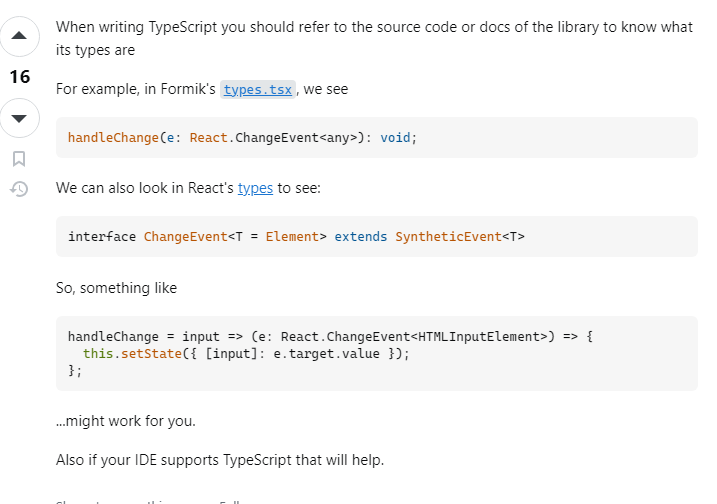 When writing TypeScript you should refer to the source code or docs of the library to know what
its types are
16
For example, in Formik's types.tsx, we see
handleChange(e: React.ChangeEvent<any>): void;
We can also look in React's types to see:
interface ChangeEvent<T = Element> extends SyntheticEvent<T>
So, something like
handleChange = input => (e: React.ChangeEvent<HTMLInputElement>) => {
  this.setState({ [input]: e.target.value });
};
...might work for you.
Also if your IDE supports TypeScript that will help.